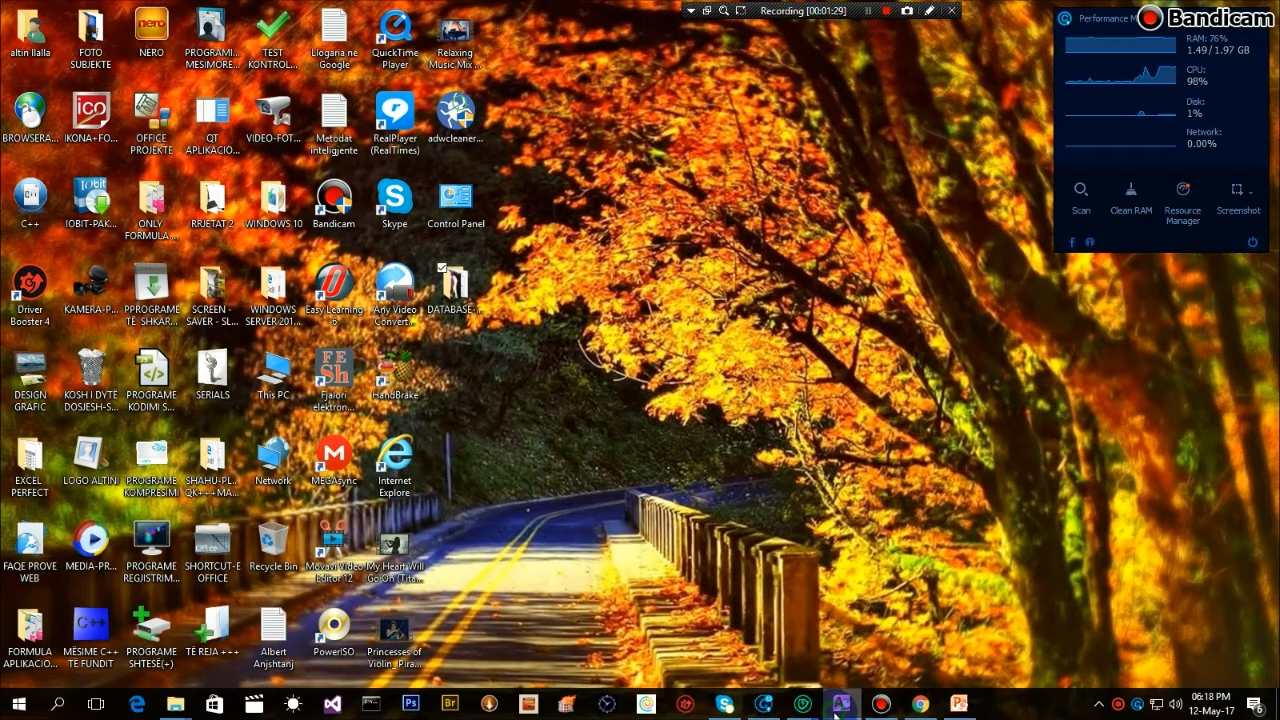 Recording [00:01:29]
Bandicam
Performance M
RAM: 76%
1.49 / 1.97 GB
CPU:
98%
Disk:
1%
Network:
0.00%
Scan
Clean RAM
Resource
Manager
Screenshot
altin llalla
FOTO
SUBJEKTE
NERO
PROGRAMI...
MESIMORE...
TEST
KONTROL...
Llogaria ne
Google
QuickTime
Player
Relaxing
Music Mix ...
BROWSERA...
IKONA+FO...
OFFICE
PROJEKTE
QT
APLIKACIO...
VIDEO-FOT...
Metodat
inteligjente
RealPlayer
(RealTimes)
adwcleaner...
C++
IOBIT-PAK...
ONLY
FORMULA ...
RRJETAT 2
WINDOWS 10
Bandicam
Skype
Control Panel
Driver
Booster 4
KAMERA-P...
PPROGRAME
TË SHKAR...
SCREEN -
SAVER - SL...
WINDOWS
SERVER 201...
Easy Learning
6
Any Video
Convert...
DATABASE-...
DESIGN
GRAFIC
KOSH I DYTË
DOSJESH-S...
PROGRAME
KODIMI S...
SERIALS
This PC
Fjalori
elektron...
HandBrake
EXCEL
PERFECT
LOGO ALTINI
PROGRAME
KOMPRESIMI
SHAHU-PL...
QK+++MA...
Network
MEGAsync
Internet
Explore
FAQE PROVE
WEB
MEDIA-PR...
PROGRAME
REGJISTRIM...
SHORTCUT-E
OFFICE
Recycle Bin
Movavi Video
Editor 12
My Heart Will
Go On (Tita...
FORMULA
APLIKACIO...
MËSIME C++
TË FUNDIT
PROGRAME
SHTESË(+)
TË REJA +++
Albert
Anjshtanj
PowerISO
Princesses of
Violin_Pira...
06:18 PM
12-May-17